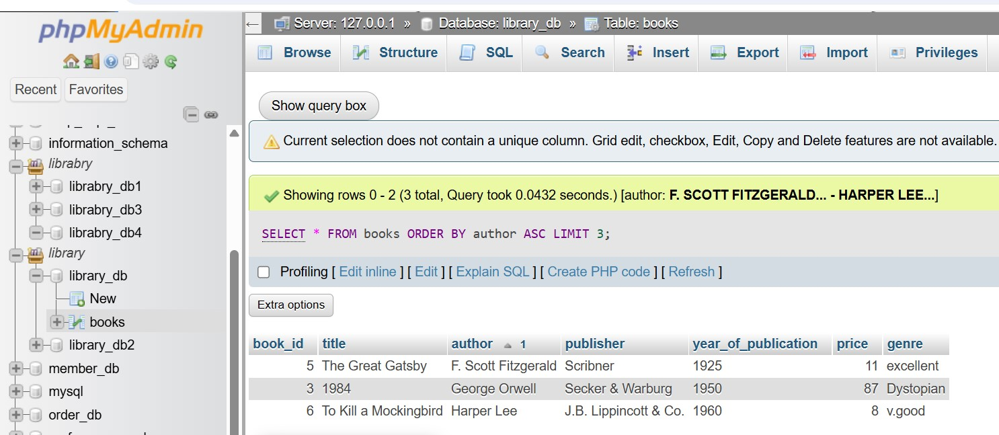 phpMyAdmin
Recent Favorites
information_schema
librabry
librabry_db1
librabry_db3
librabry_db4
library
library_db
New
books
library_db2
member_db
mysql
order_db
← Server: 127.0.0.1 » Database: library_db » Table: books
Browse Structure SQL Search Insert Export Import Privileges
Show query box
Current selection does not contain a unique column. Grid edit, checkbox, Edit, Copy and Delete features are not available.
Showing rows 0 - 2 (3 total, Query took 0.0432 seconds.) [author: F. SCOTT FITZGERALD... - HARPER LEE...]
SELECT * FROM books ORDER BY author ASC LIMIT 3;
Profiling [ Edit inline ] [ Edit ] [ Explain SQL ] [ Create PHP code ] [ Refresh ]
Extra options
book_id title author 1 publisher year_of_publication price genre
5 The Great Gatsby F. Scott Fitzgerald Scribner 1925 11 excellent
3 1984 George Orwell Secker & Warburg 1950 87 Dystopian
6 To Kill a Mockingbird Harper Lee J.B. Lippincott & Co. 1960 8 v.good